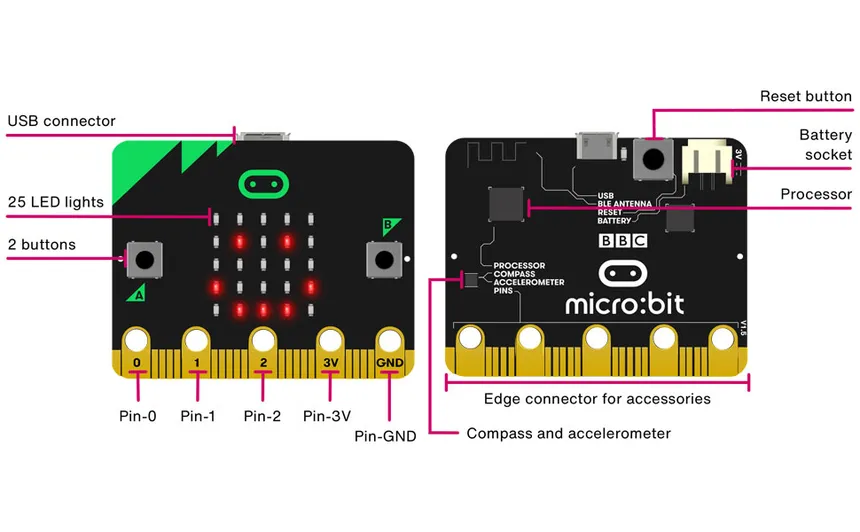 USB connector
25 LED lights
2 buttons
A
B
0
1
2
3V
GND
Pin-0
Pin-1
Pin-2
Pin-3V
Pin-GND
Reset button
Battery
socket
Processor
3V
USB
BLE ANTENNA
RESET
BATTERY
BBC
PROCESSOR
COMPASS
ACCELEROMETER
PINS
micro:bit
V1.5
Edge connector for accessories
Compass and accelerometer